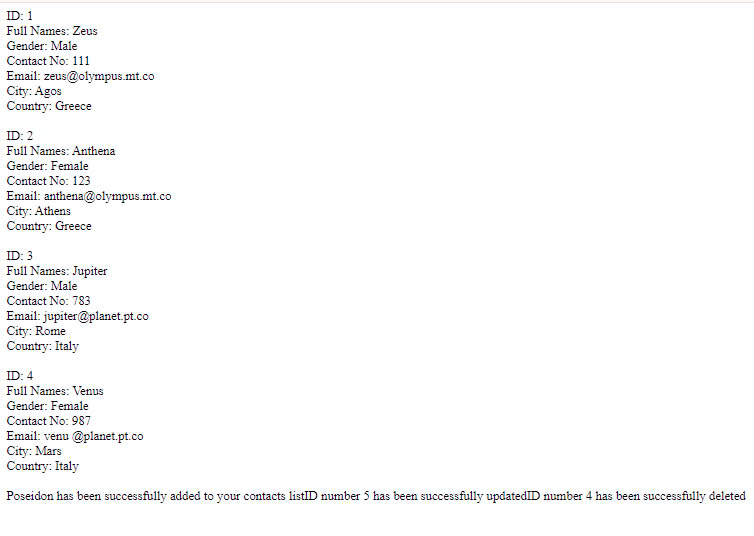 ID: 1
Full Names: Zeus
Gender: Male
Contact No: 111
Email: zeus@olympus.mt.co
City: Agos
Country: Greece
ID: 2
Full Names: Anthena
Gender: Female
Contact No: 123
Email: anthena@olympus.mt.co
City: Athens
Country: Greece
ID: 3
Full Names: Jupiter
Gender: Male
Contact No: 783
Email: jupiter@planet.pt.co
City: Rome
Country: Italy
ID: 4
Full Names: Venus
Gender: Female
Contact No: 987
Email: venu @planet.pt.co
City: Mars
Country: Italy
Poseidon has been successfully added to your contacts listID number 5 has been successfully updatedID number 4 has been successfully deleted